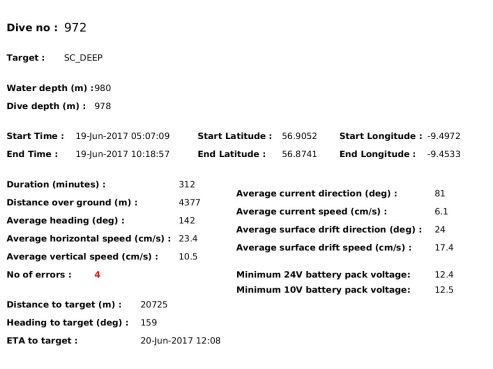 Dive no : 972
Target : SC_DEEP
Water depth (m) :980
Dive depth (m) : 978
Start Time : 19-Jun-2017 05:07:09 Start Latitude : 56.9052 Start Longitude : -9.4972
End Time : 19-Jun-2017 10:18:57 End Latitude : 56.8741 End Longitude : -9.4533
Duration (minutes) : 312
Distance over ground (m) : 4377
Average heading (deg) : 142
Average horizontal speed (cm/s) : 23.4
Average vertical speed (cm/s) : 10.5
No of errors : 4
Average current direction (deg) : 81
Average current speed (cm/s) : 6.1
Average surface drift direction (deg) : 24
Average surface drift speed (cm/s) : 17.4
Minimum 24V battery pack voltage: 12.4
Minimum 10V battery pack voltage: 12.5
Distance to target (m) : 20725
Heading to target (deg) : 159
ETA to target : 20-Jun-2017 12:08